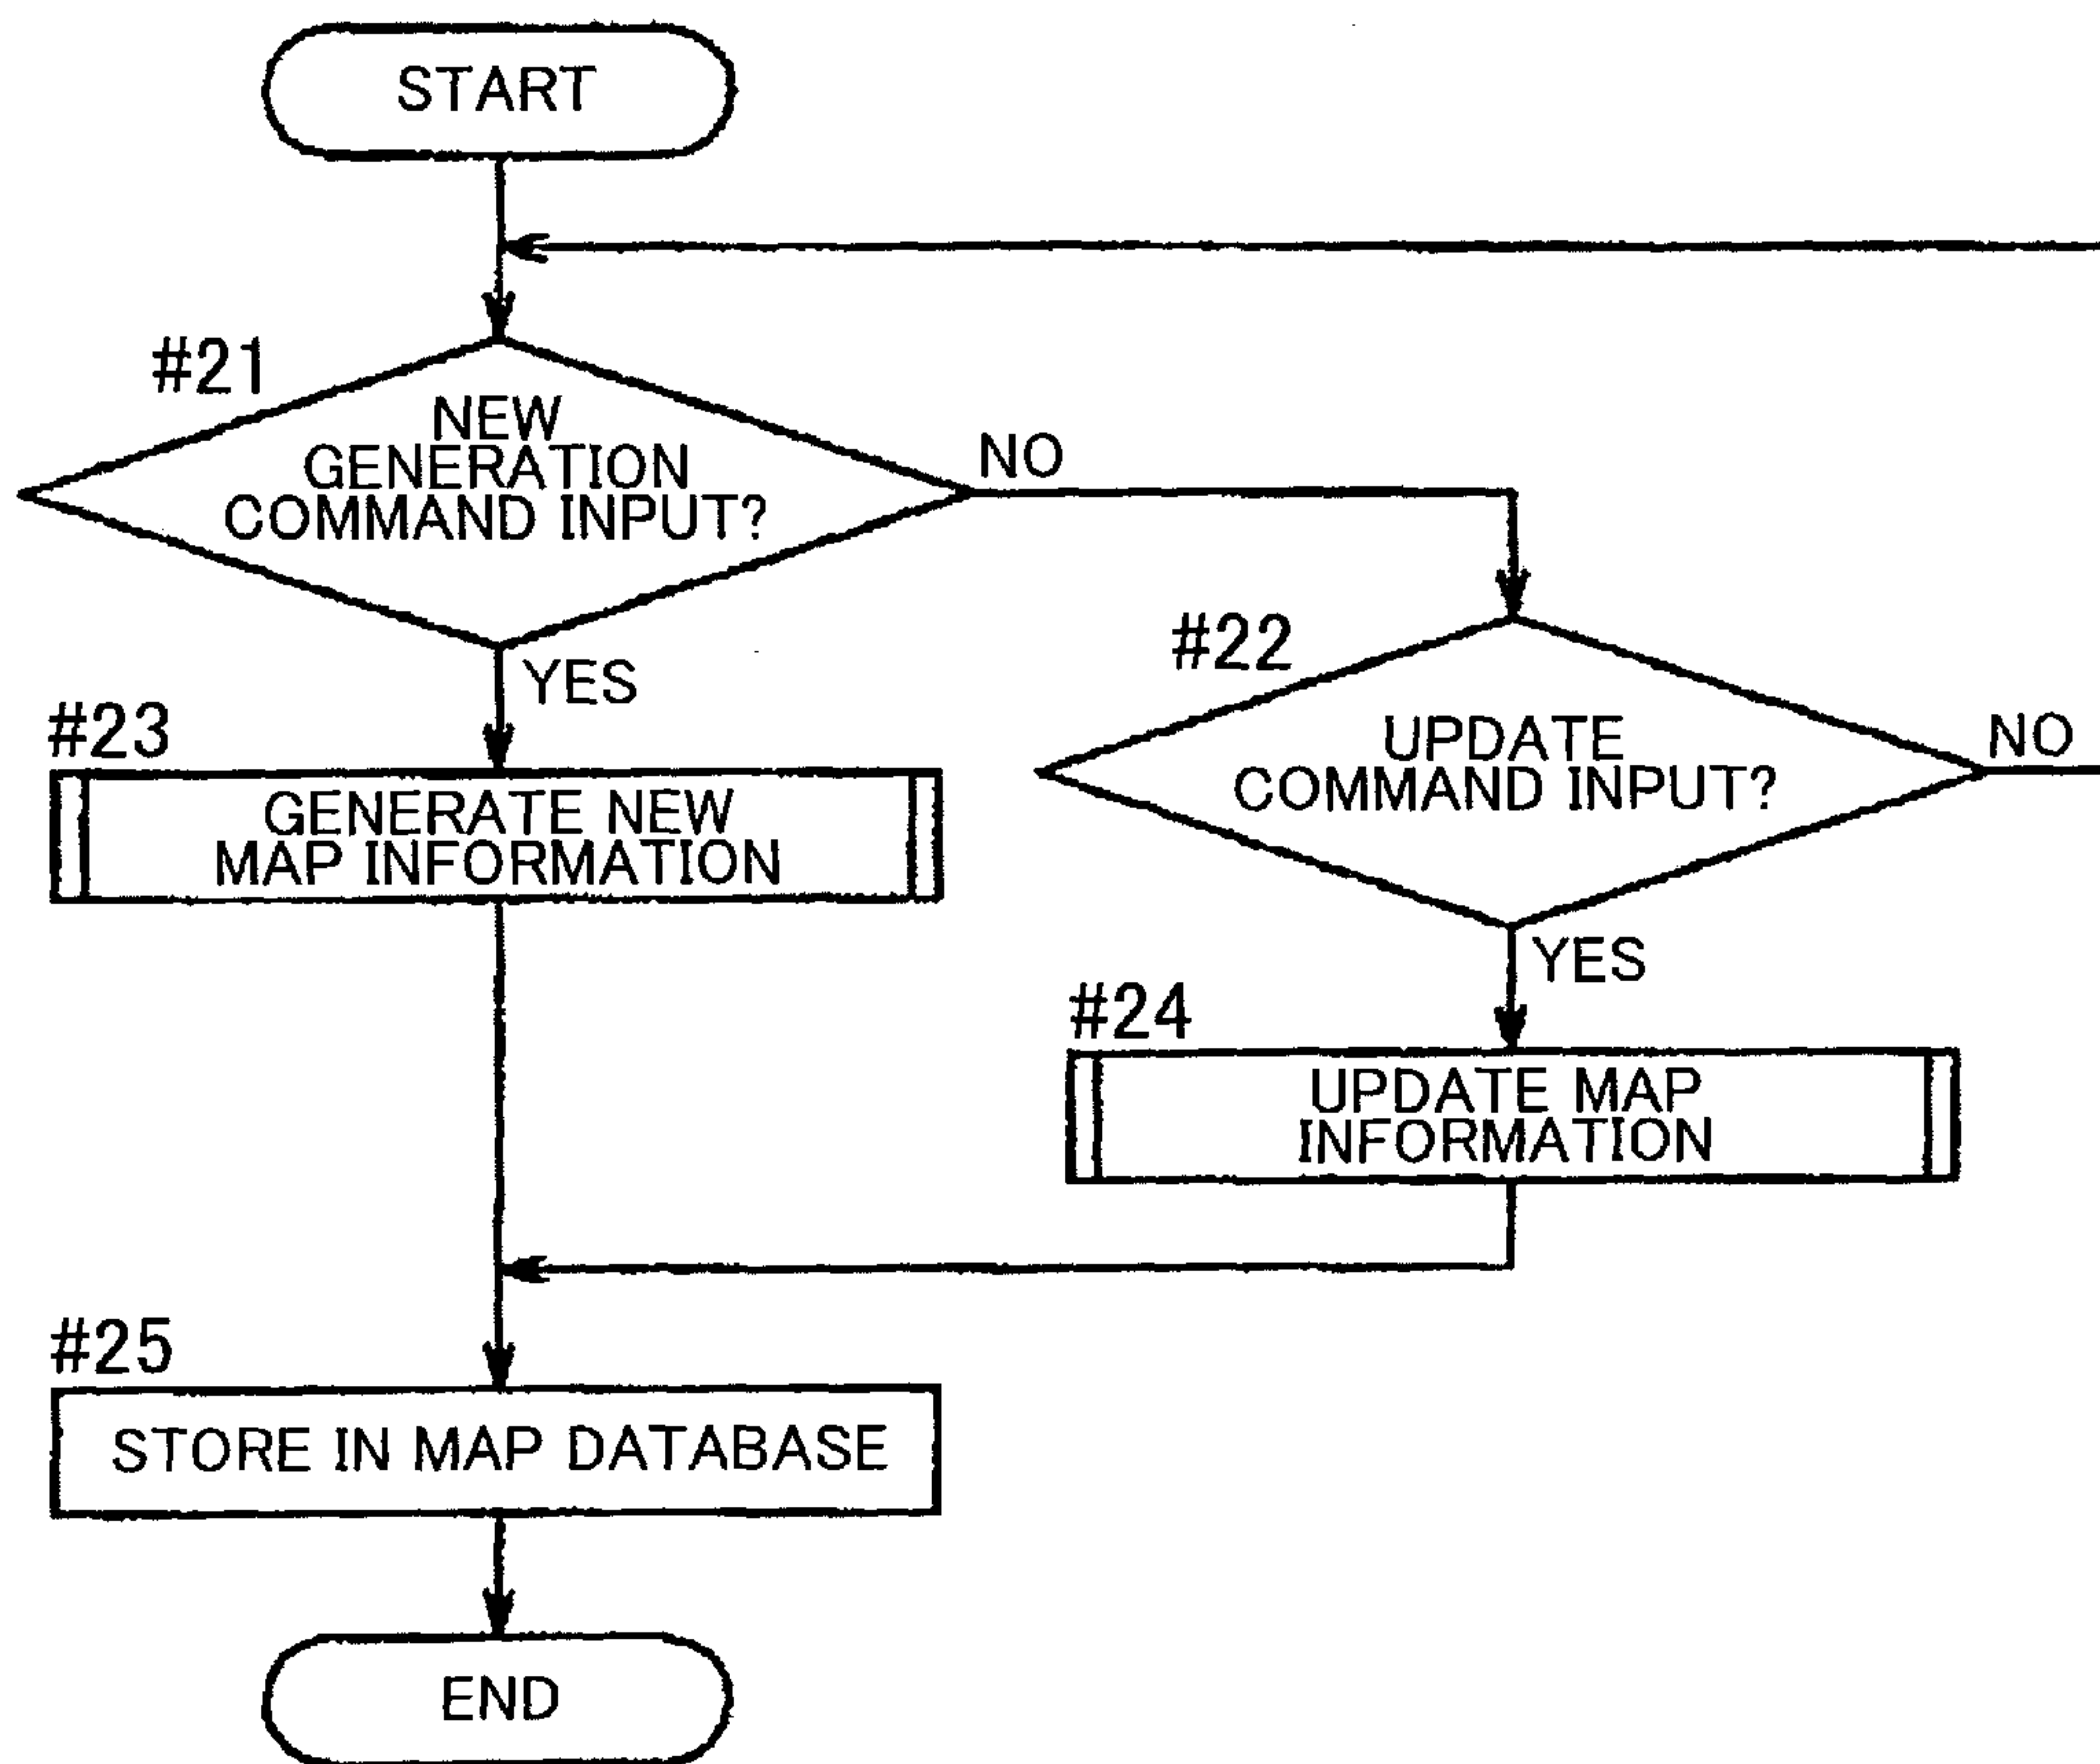 START
#21
NEW
GENERATION
COMMAND INPUT?
NO
YES
#22
UPDATE
COMMAND INPUT?
NO
YES
#23
GENERATE NEW
MAP INFORMATION
#24
UPDATE MAP
INFORMATION
#25
STORE IN MAP DATABASE
END